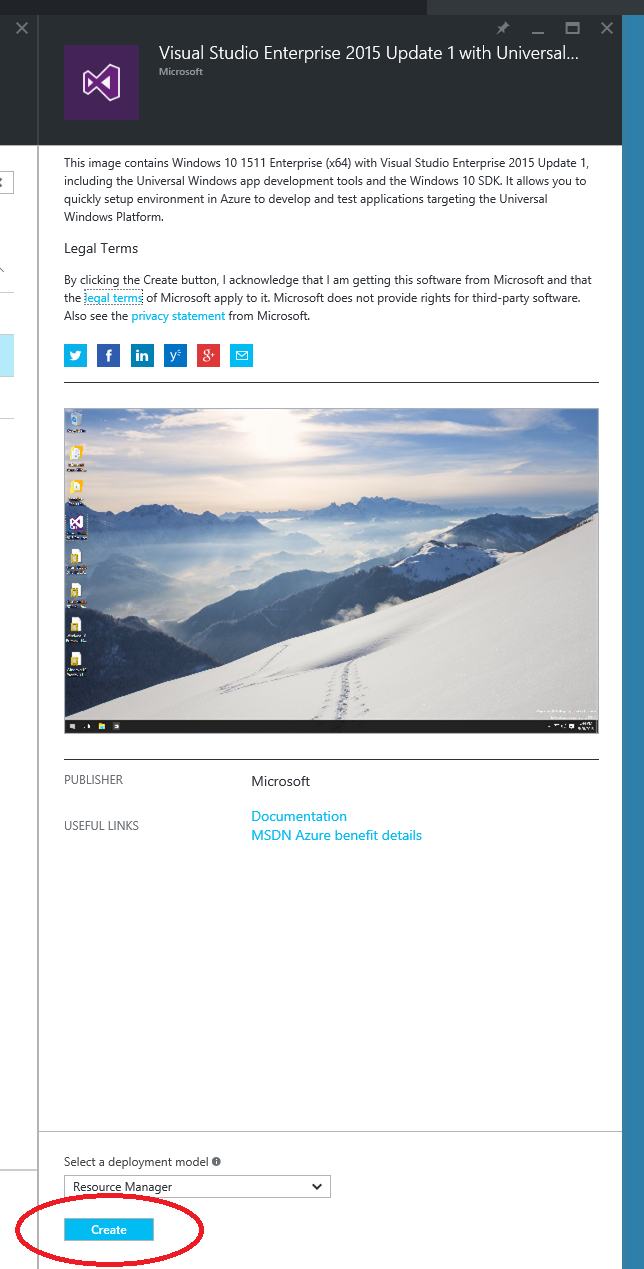 Visual Studio Enterprise 2015 Update 1 with Universal...
Microsoft
This image contains Windows 10 1511 Enterprise (x64) with Visual Studio Enterprise 2015 Update 1,
including the Universal Windows app development tools and the Windows 10 SDK. It allows you to
quickly setup environment in Azure to develop and test applications targeting the Universal
Windows Platform.
Legal Terms
By clicking the Create button, I acknowledge that I am getting this software from Microsoft and that
the legal terms of Microsoft apply to it. Microsoft does not provide rights for third-party software.
Also see the privacy statement from Microsoft.
PUBLISHER
Microsoft
USEFUL LINKS
Documentation
MSDN Azure benefit details
Select a deployment model
Resource Manager
Create